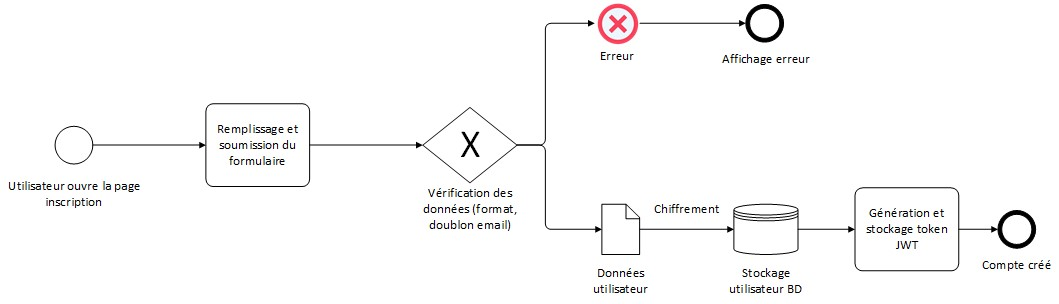 Erreur
Affichage erreur
Remplissage et
soumission du
formulaire
X
Utilisateur ouvre la page
inscription
Vérification des
données (format,
doublon email)
Chiffrement
Génération et
stockage token
JWT
Données
utilisateur
Stockage
utilisateur BD
Compte créé